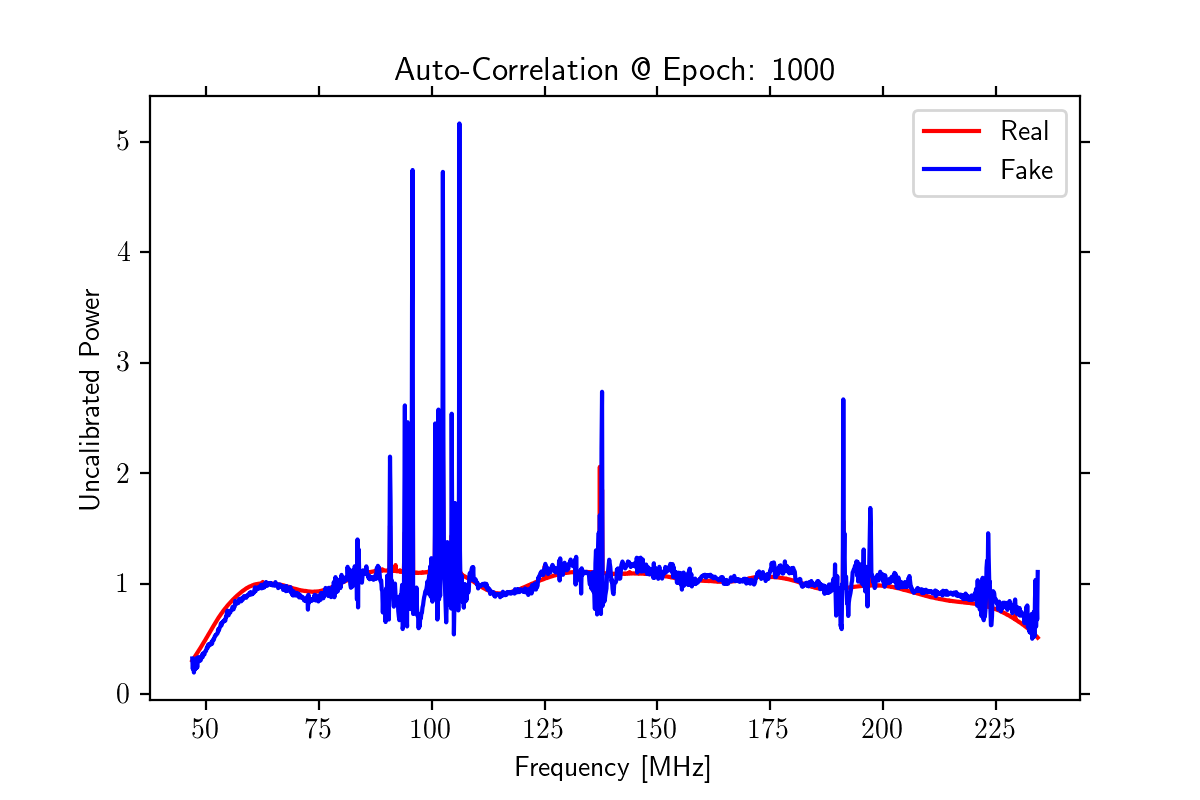 Auto-Correlation @ Epoch: 1000
Real
Fake
Uncalibrated Power
5
4
3
2
1
0
50 75 100 125 150 175 200 225
Frequency [MHz]